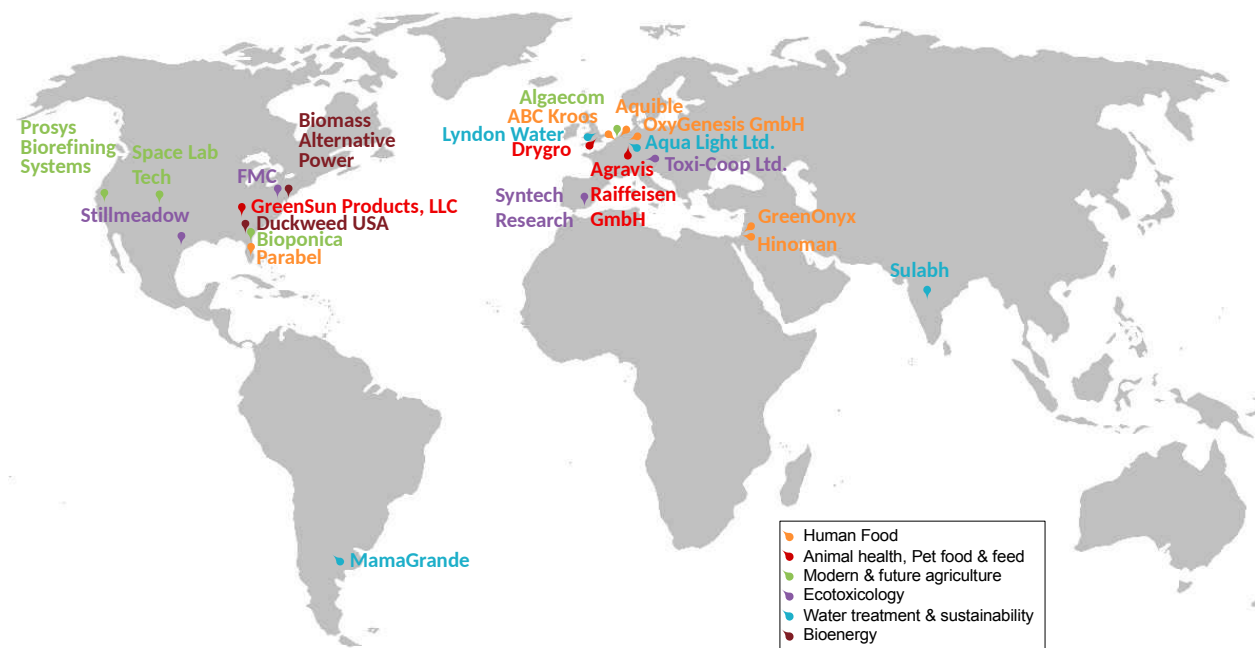 Prosys
Biorefining
Systems
Space Lab
Tech
Stillmeadow
FMC
Biomass
Alternative
Power
GreenSun Products, LLC
Duckweed USA
Bioponica
Parabel
MamaGrande
Algaecom
ABC Kroos
Lyndon Water
Drygro
Aquible
OxyGenesis GmbH
Aqua Light Ltd.
Toxi-Coop Ltd.
Agravis
Raiffeisen
GmbH
Syntech
Research
GreenOnyx
Hinoman
Sulabh
Human Food
Animal health, Pet food & feed
Modern & future agriculture
Ecotoxicology
Water treatment & sustainability
Bioenergy